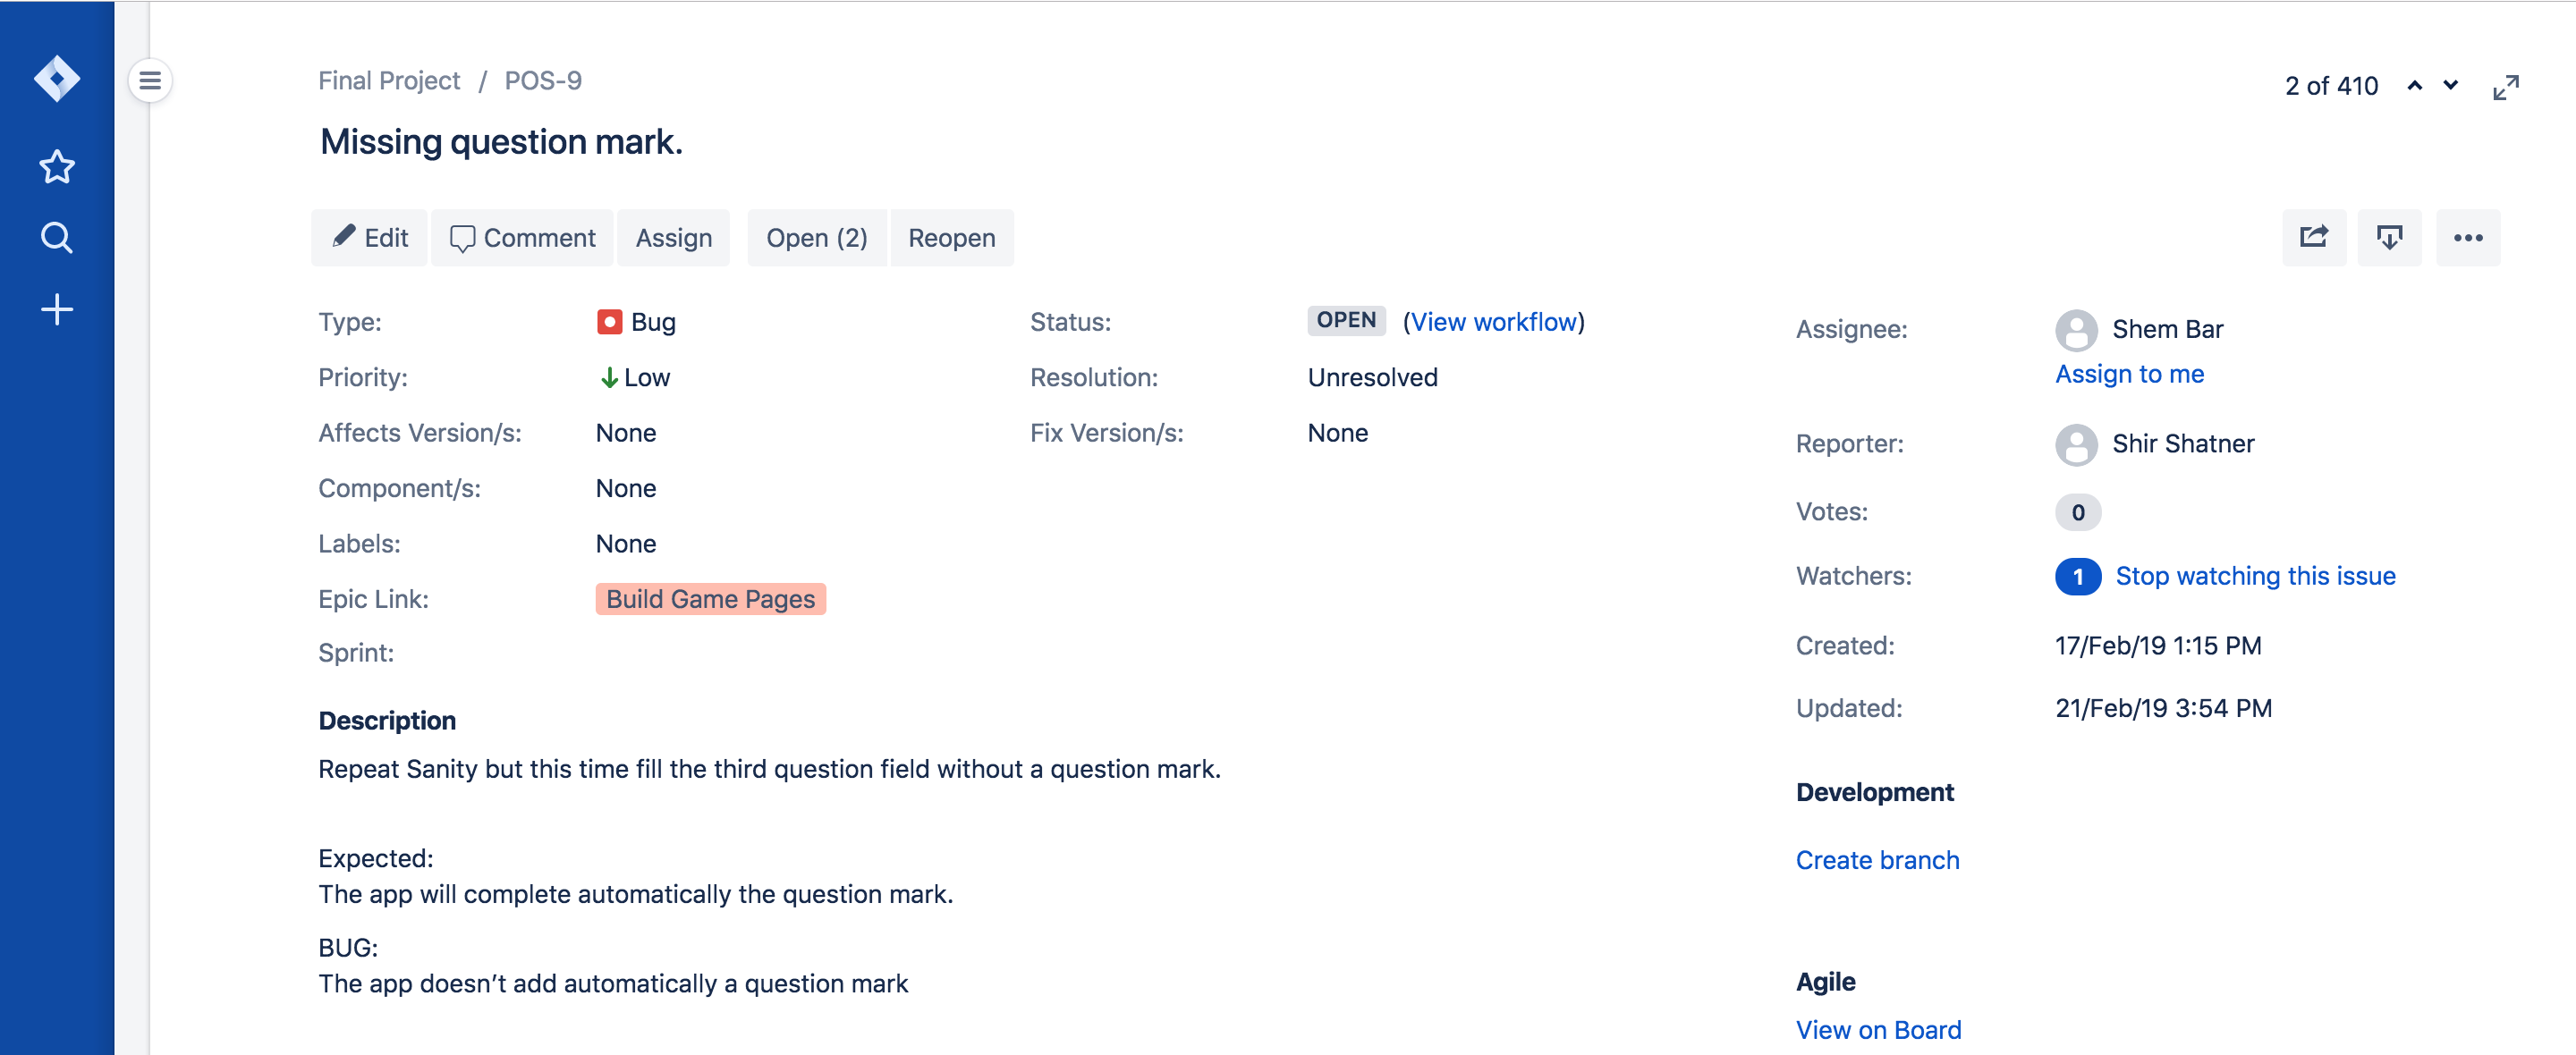 Final Project / POS-9
2 of 410
Missing question mark.
Edit Comment Assign Open (2) Reopen
Type: Bug
Priority: Low
Affects Version/s: None
Component/s: None
Labels: None
Epic Link: Build Game Pages
Sprint:
Status: OPEN (View workflow)
Resolution: Unresolved
Fix Version/s: None
Description
Repeat Sanity but this time fill the third question field without a question mark.
Expected:
The app will complete automatically the question mark.
BUG:
The app doesn’t add automatically a question mark
Assignee: Shem Bar
Assign to me
Reporter: Shir Shatner
Votes: 0
Watchers: 1 Stop watching this issue
Created: 17/Feb/19 1:15 PM
Updated: 21/Feb/19 3:54 PM
Development
Create branch
Agile
View on Board